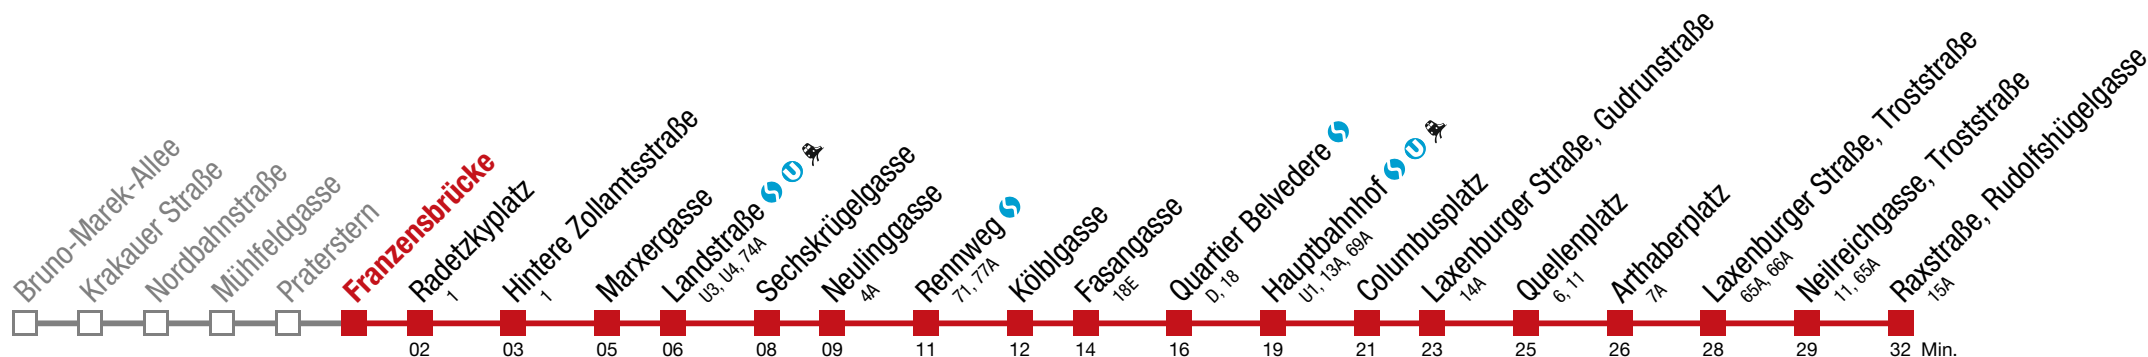 Bruno-Marek-Allee
Krakauer Straße
Nordbahnstraße
Mühlfeldgasse
Praterstern
Franzensbrücke
Radetzkyplatz
1
Hintere Zollamtsstraße
1
Marxergasse
Landstraße S U
U3, U4, 74A
Sechskrügelgasse
Neulinggasse
4A
Rennweg S
71, 77A
Kölblgasse
Fasangasse
18E
Quartier Belvedere S
D, 18
Hauptbahnhof S U
U1, 13A, 69A
Columbusplatz
Laxenburger Straße, Gudrunstraße
14A
Quellenplatz
6, 11
Arthaberplatz
7A
Laxenburger Straße, Troststraße
65A, 66A
Neilreichgasse, Troststraße
11, 65A
Raxstraße, Rudolfshügelgasse
15A
02 03 05 06 08 09 11 12 14 16 19 21 23 25 26 28 29 32 Min.